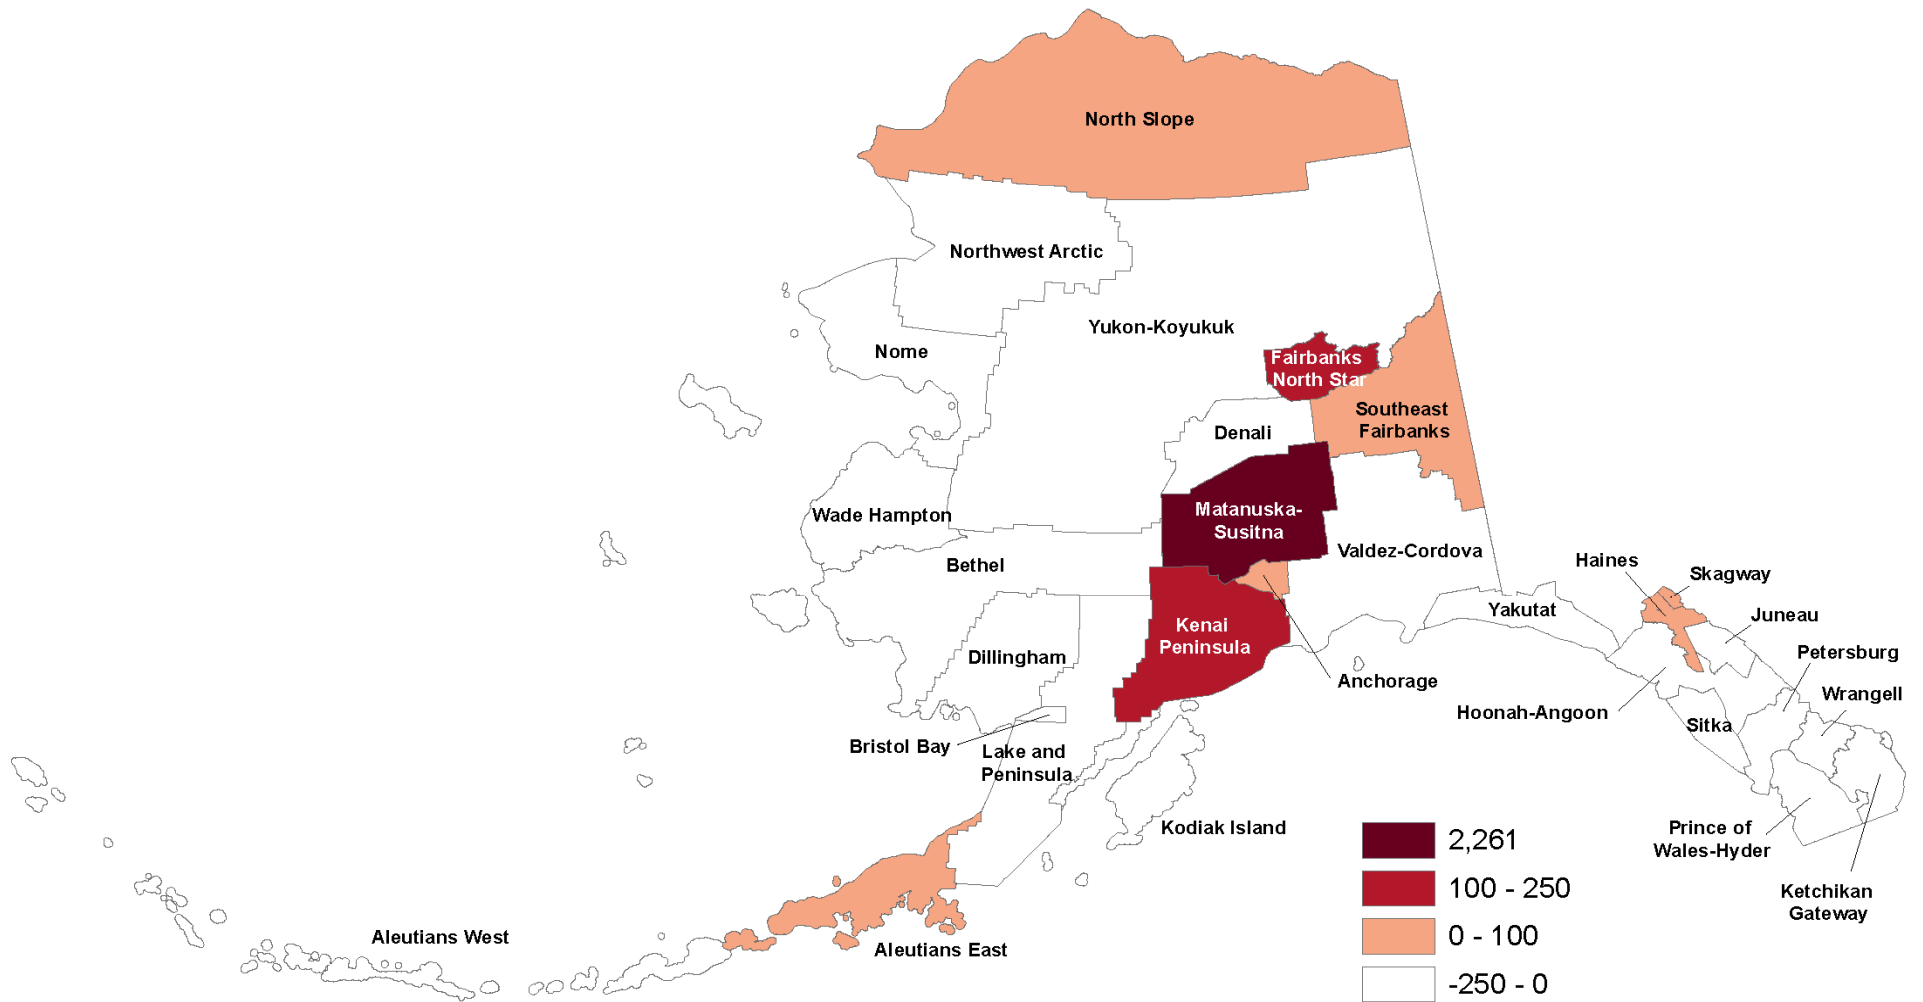 North Slope
Northwest Arctic
Yukon-Koyukuk
Nome
Fairbanks
North Star
Southeast
Fairbanks
Denali
Wade Hampton
Matanuska-
Susitna
Valdez-Cordova
Bethel
Haines
Skagway
Yakutat
Juneau
Kenai
Peninsula
Dillingham
Petersburg
Anchorage
Wrangell
Hoonah-Angoon
Sitka
Bristol Bay
Lake and
Peninsula
Kodiak Island
Prince of
Wales-Hyder
Ketchikan
Gateway
Aleutians West
Aleutians East
2,261
100 - 250
0 - 100
-250 - 0